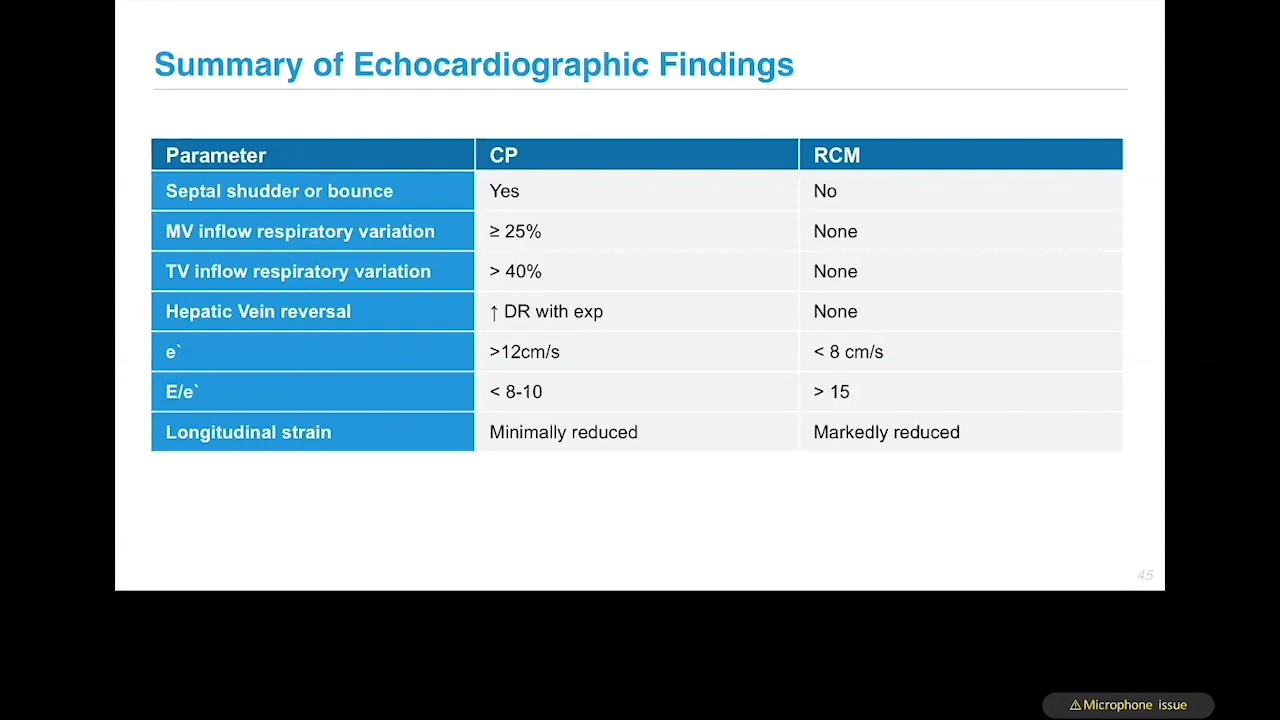 Summary of Echocardiographic Findings
Parameter CP RCM
Septal shudder or bounce Yes No
MV inflow respiratory variation ≥ 25% None
TV inflow respiratory variation > 40% None
Hepatic Vein reversal ↑ DR with exp None
e` >12cm/s < 8 cm/s
E/e` < 8-10 > 15
Longitudinal strain Minimally reduced Markedly reduced
45
⚠Microphone issue